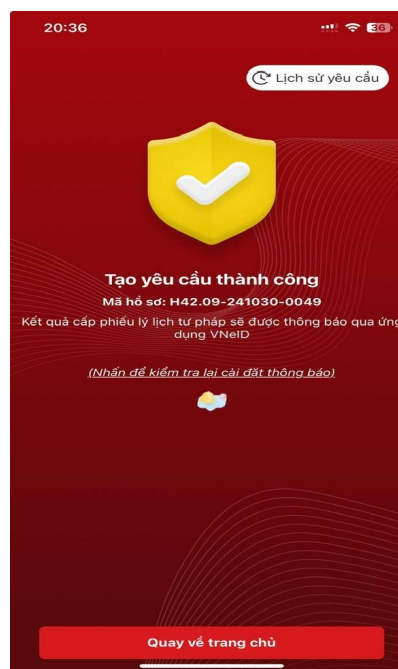 20:36
36
Lịch sử yêu cầu
Tạo yêu cầu thành công
Mã hồ sơ: H42.09-241030-0049
Kết quả cấp phiếu lý lịch tư pháp sẽ được thông báo qua ứng
dụng VNeID
(Nhấn để kiểm tra lại cài đặt thông báo)
Quay về trang chủ